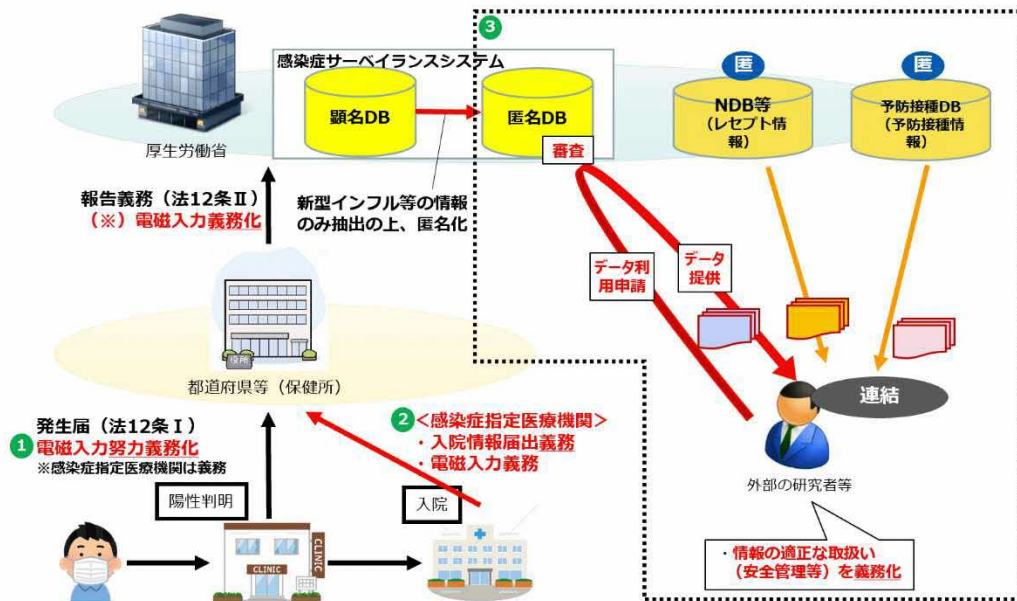 3
感染症サーベイランスシステム
顕名DB
匿名DB
審査
匿
NDB等
（レセプト情
報）
匿
予防接種DB
（予防接種情
報）
厚生労働省
報告義務（法12条Ⅱ）
（※）電磁入力義務化
新型インフル等の情報
のみ抽出の上、匿名化
データ利
用申請
データ
提供
役所
都道府県等（保健所）
連結
外部の研究者等
・情報の適正な取扱い
（安全管理等）を義務化
発生届（法12条Ⅰ）
1 電磁入力努力義務化
※感染症指定医療機関は義務
2 <感染症指定医療機関>
・入院情報届出義務
・電磁入力義務
陽性判明
入院
CLINIC
CLINIC